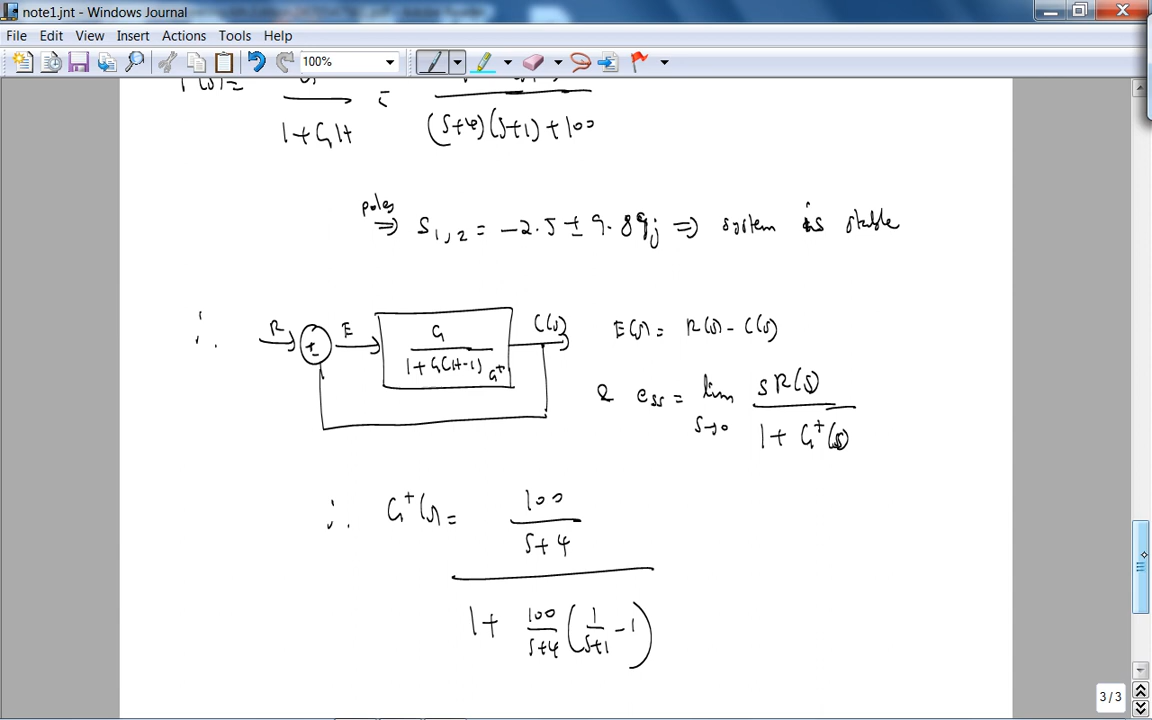 note1.jnt - Windows Journal
File Edit View Insert Actions Tools Help
100%
T(s) =
1+GH = (s+4)(s+1)+100
poles
⇒ S1,2 = -2.5 ± 9.89j ⇒ system is stable
∴ R ± E G C(s) E(s) = R(s) - C(s)
1+G(H-1) G+
& ess = lim s→0 sR(s)
1+ G+(s)
∴ G+(s) = 100
s+4
1+ 100/s+4 (1/s+1 -1)
3/3